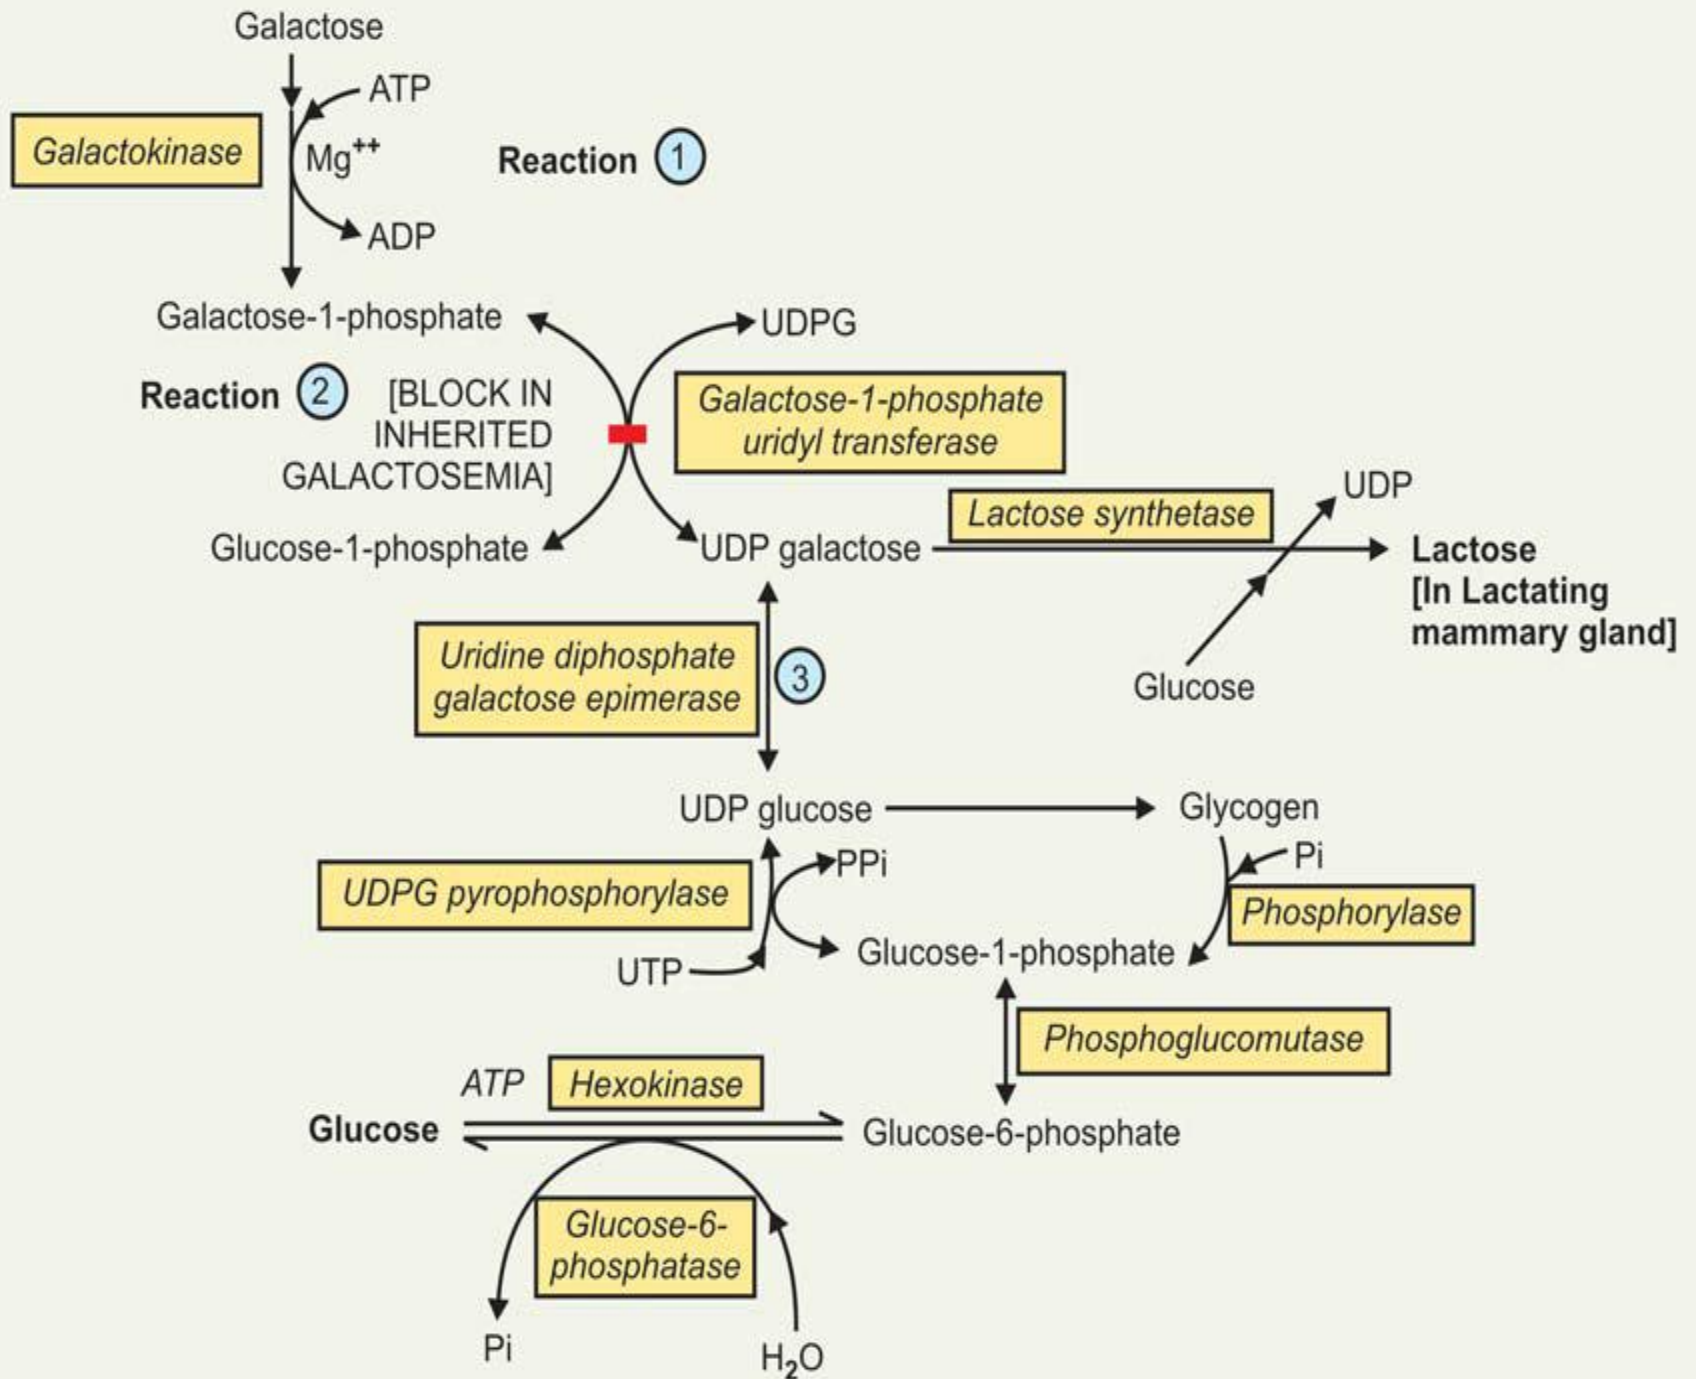 Galactose
ATP
Galactokinase
Mg++
Reaction 1
ADP
Galactose-1-phosphate
UDPG
Reaction 2
[BLOCK IN
INHERITED
GALACTOSEMIA]
Galactose-1-phosphate
uridyl transferase
Lactose synthetase
UDP
Glucose-1-phosphate
UDP galactose
Lactose
[In Lactating
mammary gland]
Glucose
Uridine diphosphate
galactose epimerase
3
UDP glucose
Glycogen
PPi
Pi
UDPG pyrophosphorylase
Phosphorylase
UTP
Glucose-1-phosphate
Phosphoglucomutase
ATP
Hexokinase
Glucose
Glucose-6-phosphate
Glucose-6-
phosphatase
Pi
H₂O